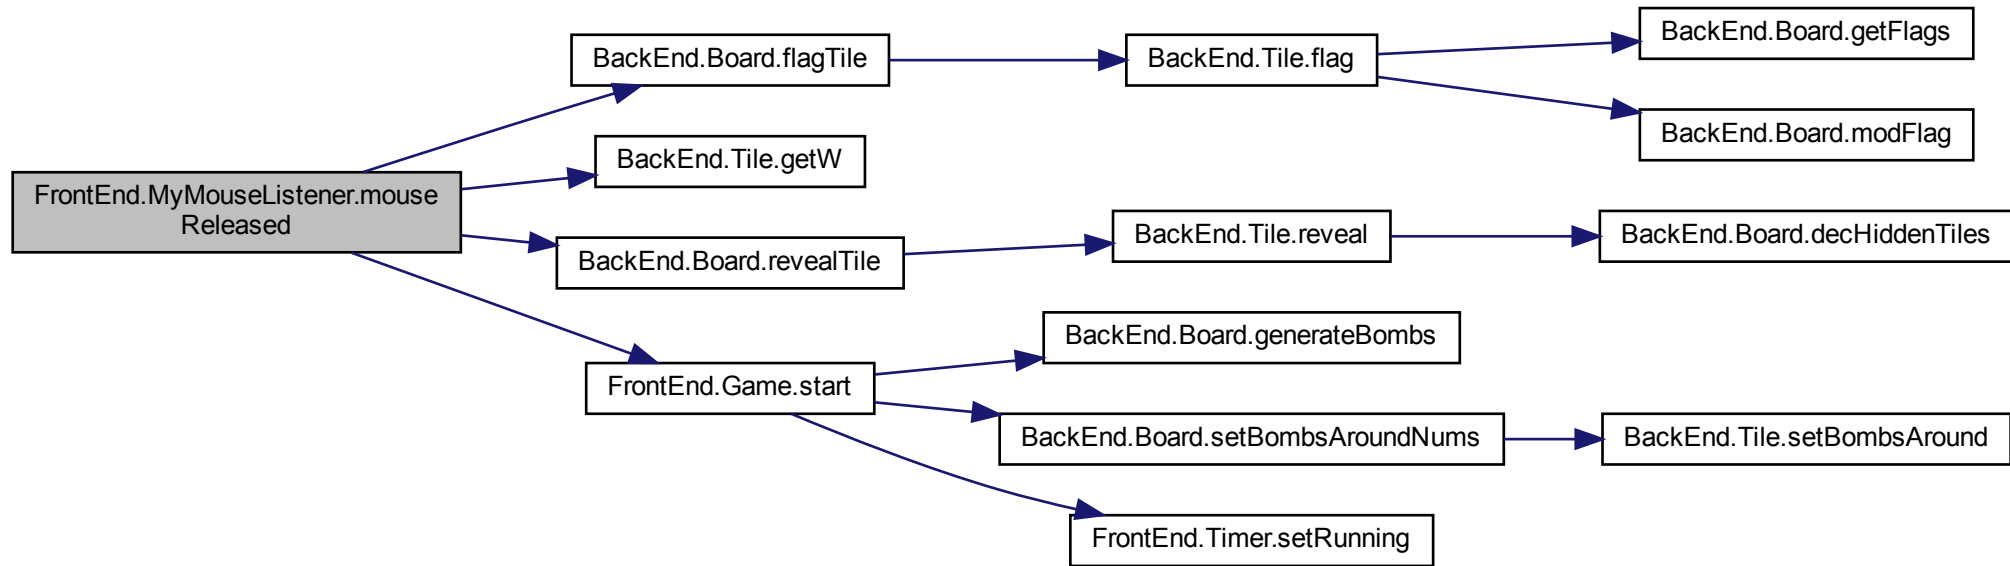 FrontEnd.MyMouseListener.mouse
Released
BackEnd.Board.flagTile
BackEnd.Tile.getW
BackEnd.Board.revealTile
FrontEnd.Game.start
BackEnd.Tile.flag
BackEnd.Tile.reveal
BackEnd.Board.generateBombs
BackEnd.Board.setBombsAroundNums
FrontEnd.Timer.setRunning
BackEnd.Board.getFlags
BackEnd.Board.modFlag
BackEnd.Board.decHiddenTiles
BackEnd.Tile.setBombsAround